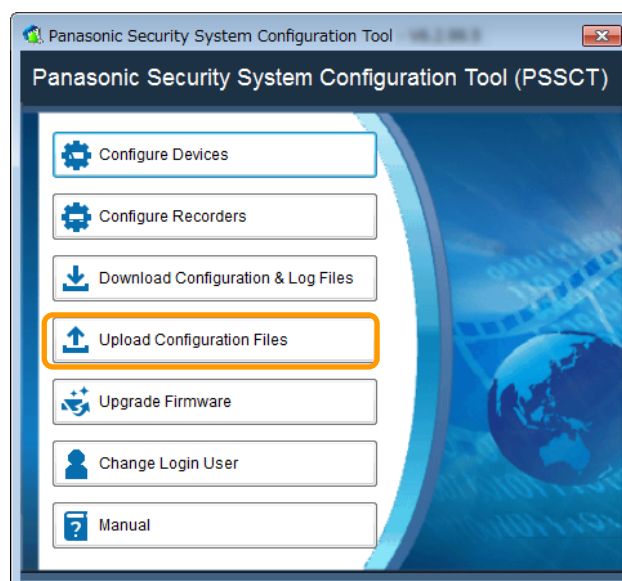 Panasonic Security System Configuration Tool
Panasonic Security System Configuration Tool (PSSCT)
Configure Devices
Configure Recorders
Download Configuration & Log Files
Upload Configuration Files
Upgrade Firmware
Change Login User
Manual